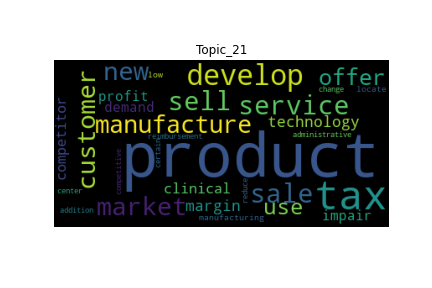 Topic_21
new low develop offer
change locate
customer profit sell service
competitor demand technology
manufacture reimbursement administrative
product certain
competitive clinical sale tax
center market margin reduce use
addition manufacturing impair